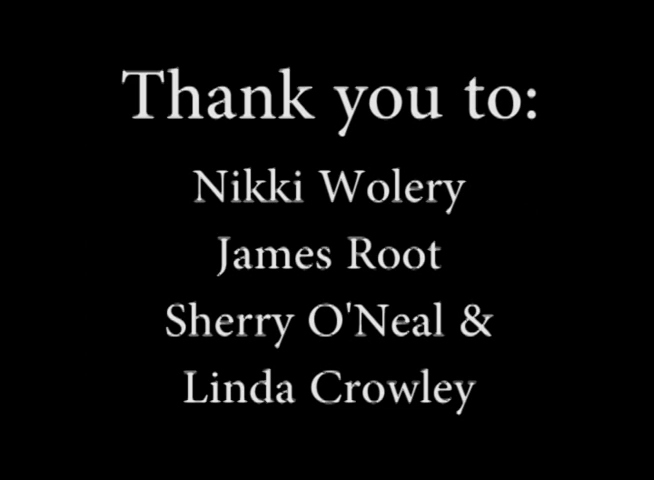 Thank you to:
Nikki Wolery
James Root
Sherry O'Neal &
Linda Crowley